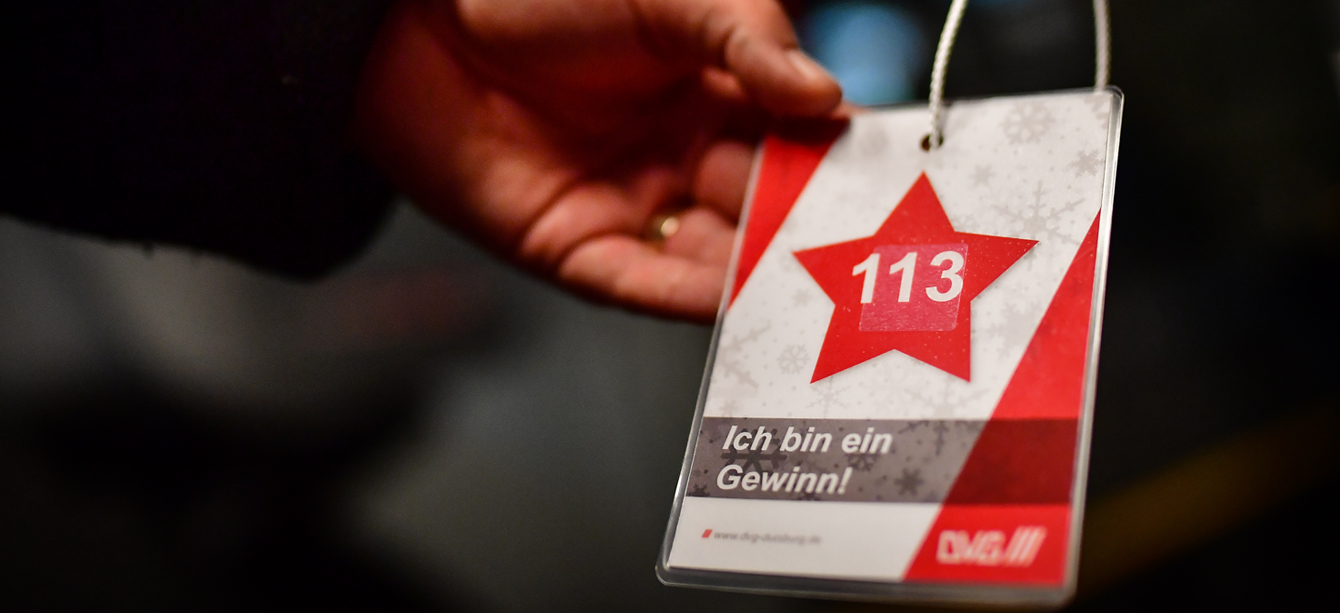 113
Ich bin ein
Gewinn!
www.dvg-duisburg.de
DVG